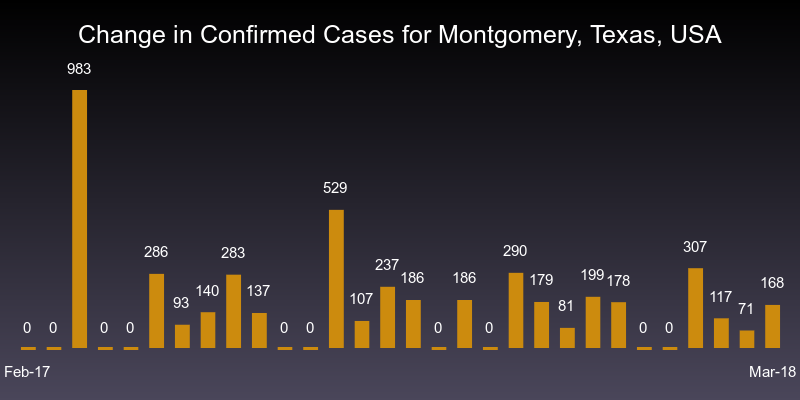 Change in Confirmed Cases for Montgomery, Texas, USA
0 0 983 0 0 286 93 140 283 137 0 0 529 107 237 186 0 186 0 290 179 81 199 178 0 0 307 117 71 168
Feb-17 Mar-18